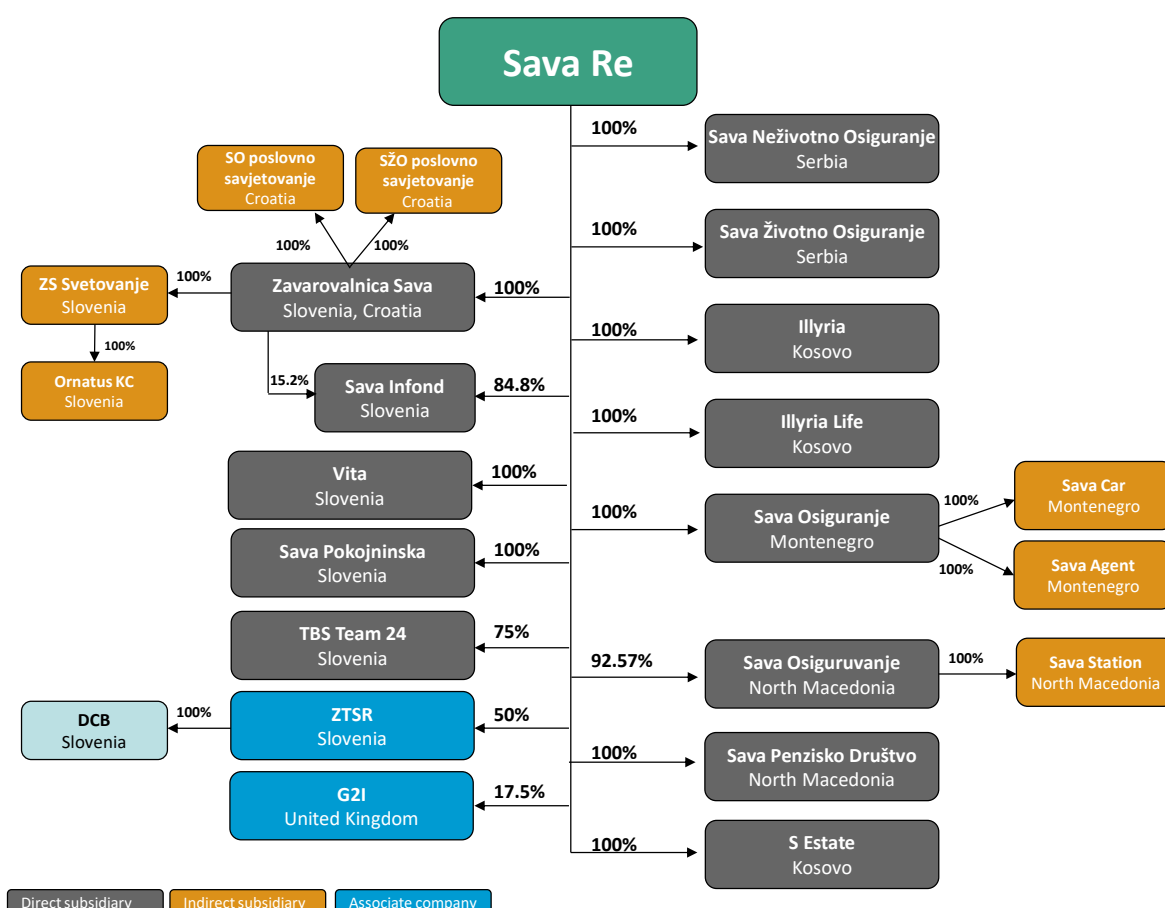 Sava Re
100%
Sava Neživotno Osiguranje
Serbia
SO poslovno
savjetovanje
Croatia
SŽO poslovno
savjetovanje
Croatia
100%
100%
100%
Sava Životno Osiguranje
Serbia
ZS Svetovanje
Slovenia
100%
Zavarovalnica Sava
Slovenia, Croatia
100%
100%
Illyria
Kosovo
100%
Ornatus KC
Slovenia
15.2%
Sava Infond
Slovenia
84.8%
100%
Illyria Life
Kosovo
Vita
Slovenia
100%
100%
Sava Osiguranje
Montenegro
100%
Sava Car
Montenegro
100%
Sava Agent
Montenegro
Sava Pokojninska
Slovenia
100%
TBS Team 24
Slovenia
75%
92.57%
Sava Osiguruvanje
North Macedonia
100%
Sava Station
North Macedonia
DCB
Slovenia
100%
ZTSR
Slovenia
50%
100%
Sava Penzisko Društvo
North Macedonia
G2I
United Kingdom
17.5%
100%
S Estate
Kosovo
Direct subsidiary
Indirect subsidiary
Associate company